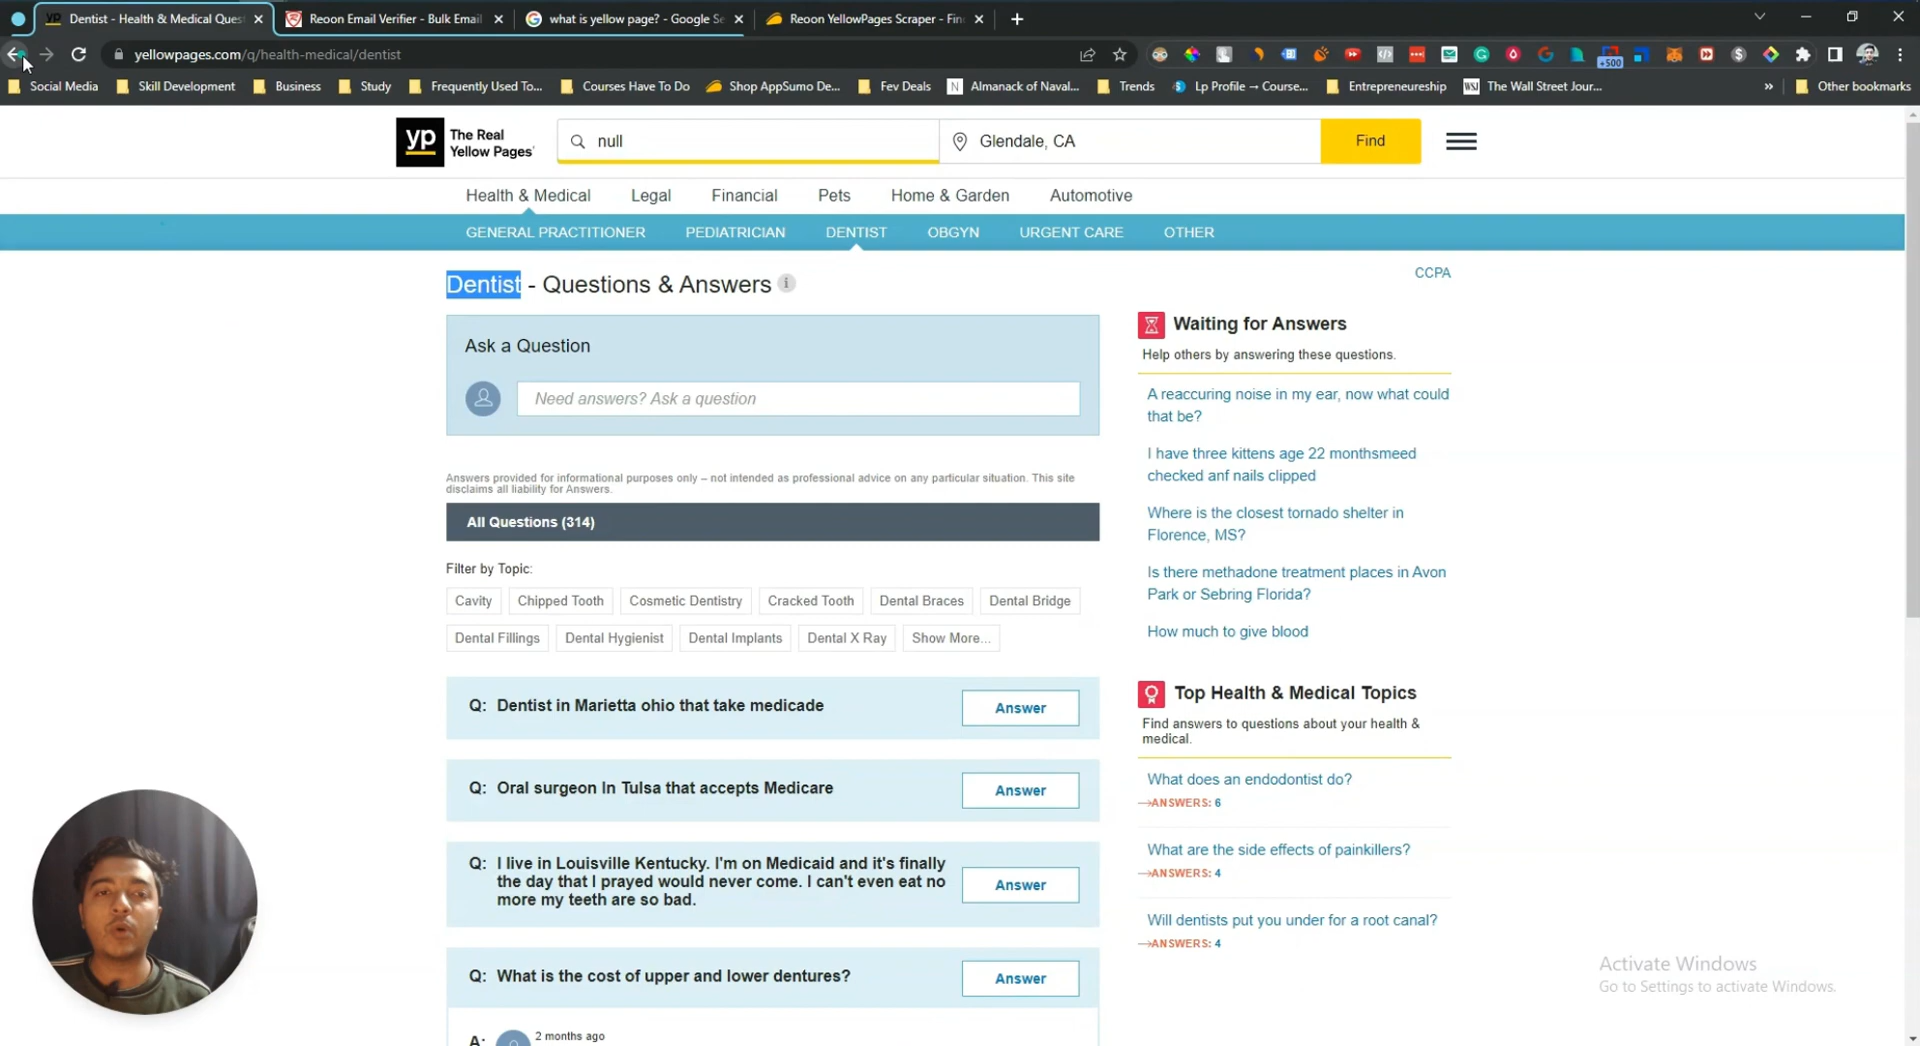 Dentist - Health & Medical Quest
Reoon Email Verifier - Bulk Email
what is yellow page? - Google Se
Reoon YellowPages Scraper - Fin
yellowpages.com/q/health-medical/dentist
+500
Social Media
Skill Development
Business
Study
Frequently Used To...
Courses Have To Do
Shop AppSumo De...
Fev Deals
N Almanack of Naval...
Trends
Lp Profile → Course...
Entrepreneureship
WSJ The Wall Street Jour...
Other bookmarks
yp The Real
Yellow Pages
null
Glendale, CA
Find
Health & Medical
Legal
Financial
Pets
Home & Garden
Automotive
GENERAL PRACTITIONER
PEDIATRICIAN
DENTIST
OBGYN
URGENT CARE
OTHER
Dentist - Questions & Answers i
CCPA
Ask a Question
Need answers? Ask a question
Answers provided for informational purposes only – not intended as professional advice on any particular situation. This site
disclaims all liability for Answers.
All Questions (314)
Filter by Topic:
Cavity
Chipped Tooth
Cosmetic Dentistry
Cracked Tooth
Dental Braces
Dental Bridge
Dental Fillings
Dental Hygienist
Dental Implants
Dental X Ray
Show More...
Q: Dentist in Marietta ohio that take medicade
Answer
Q: Oral surgeon In Tulsa that accepts Medicare
Answer
Q: I live in Louisville Kentucky. I'm on Medicaid and it's finally
the day that I prayed would never come. I can't even eat no
more my teeth are so bad.
Answer
Q: What is the cost of upper and lower dentures?
Answer
A: 2 months ago
Waiting for Answers
Help others by answering these questions.
A reaccuring noise in my ear, now what could
that be?
I have three kittens age 22 monthsmeed
checked anf nails clipped
Where is the closest tornado shelter in
Florence, MS?
Is there methadone treatment places in Avon
Park or Sebring Florida?
How much to give blood
Top Health & Medical Topics
Find answers to questions about your health &
medical.
What does an endodontist do?
ANSWERS: 6
What are the side effects of painkillers?
ANSWERS: 4
Will dentists put you under for a root canal?
ANSWERS: 4
Activate Windows
Go to Settings to activate Windows.